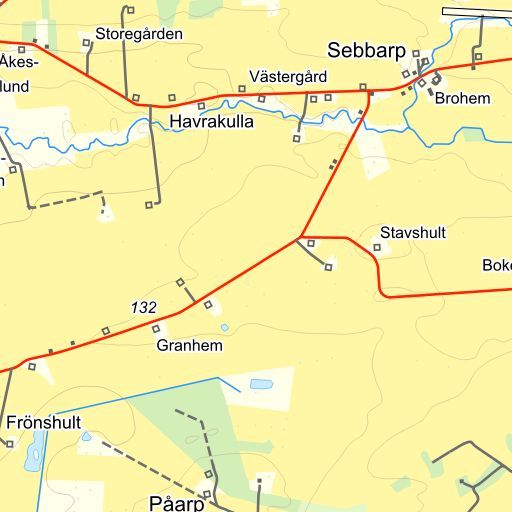 Storegården
Sebbarp
Åkes-
lund
Västergård
Brohem
Havrakulla
Stavshult
Boke
132
Granhem
Frönshult
Påarp